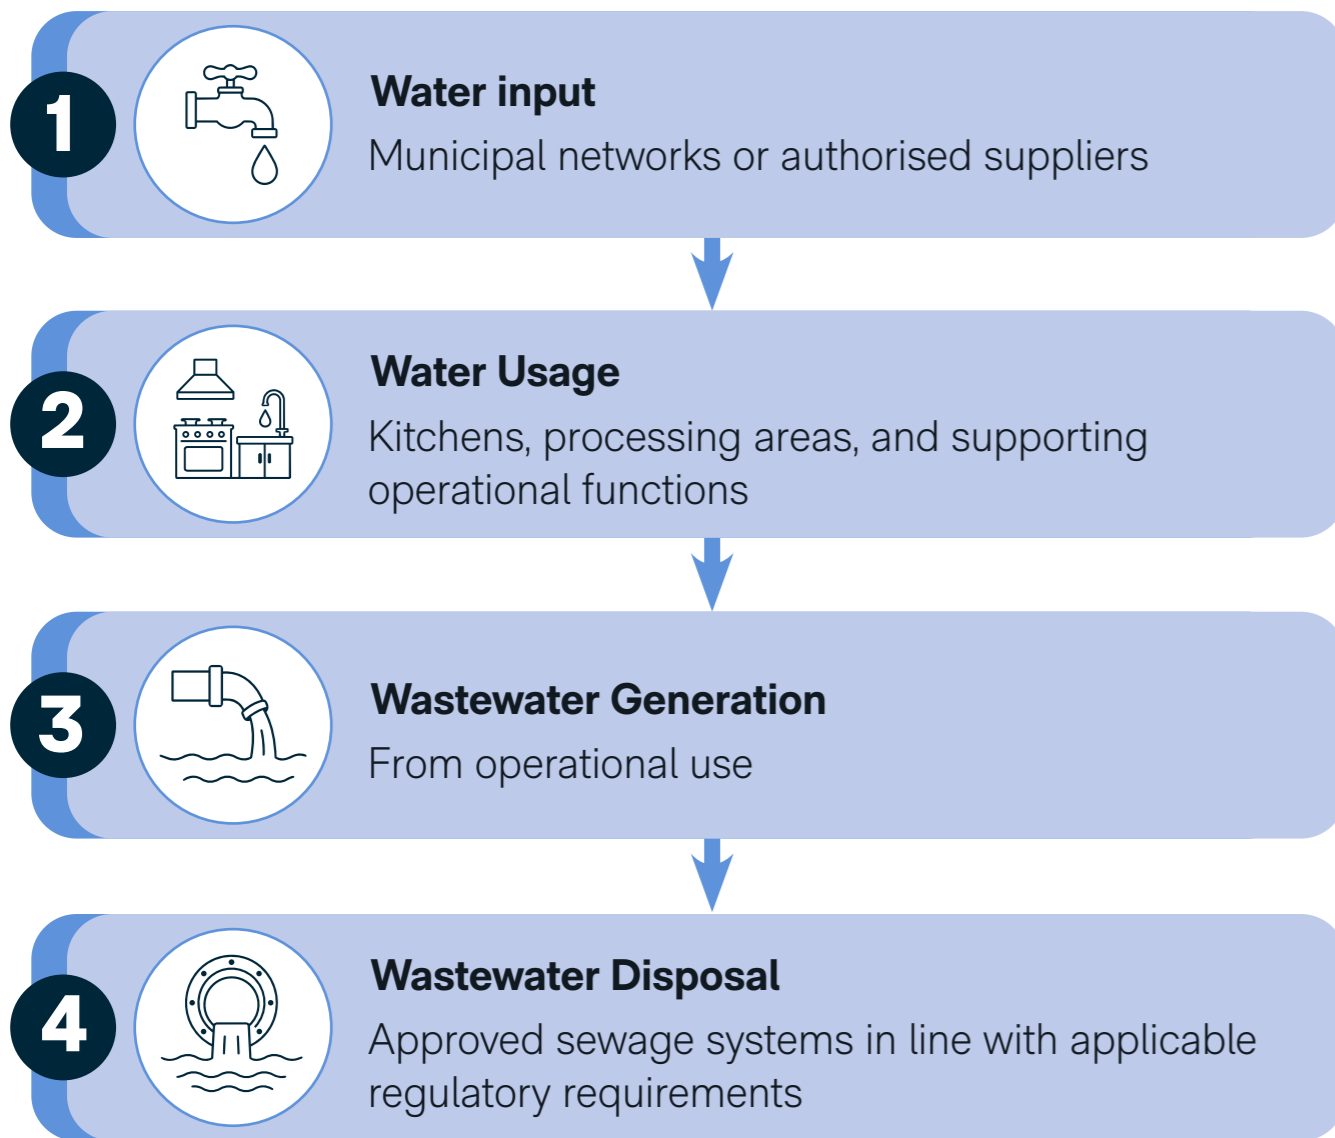 1
Water input
Municipal networks or authorised suppliers
2
Water Usage
Kitchens, processing areas, and supporting
operational functions
3
Wastewater Generation
From operational use
4
Wastewater Disposal
Approved sewage systems in line with applicable
regulatory requirements